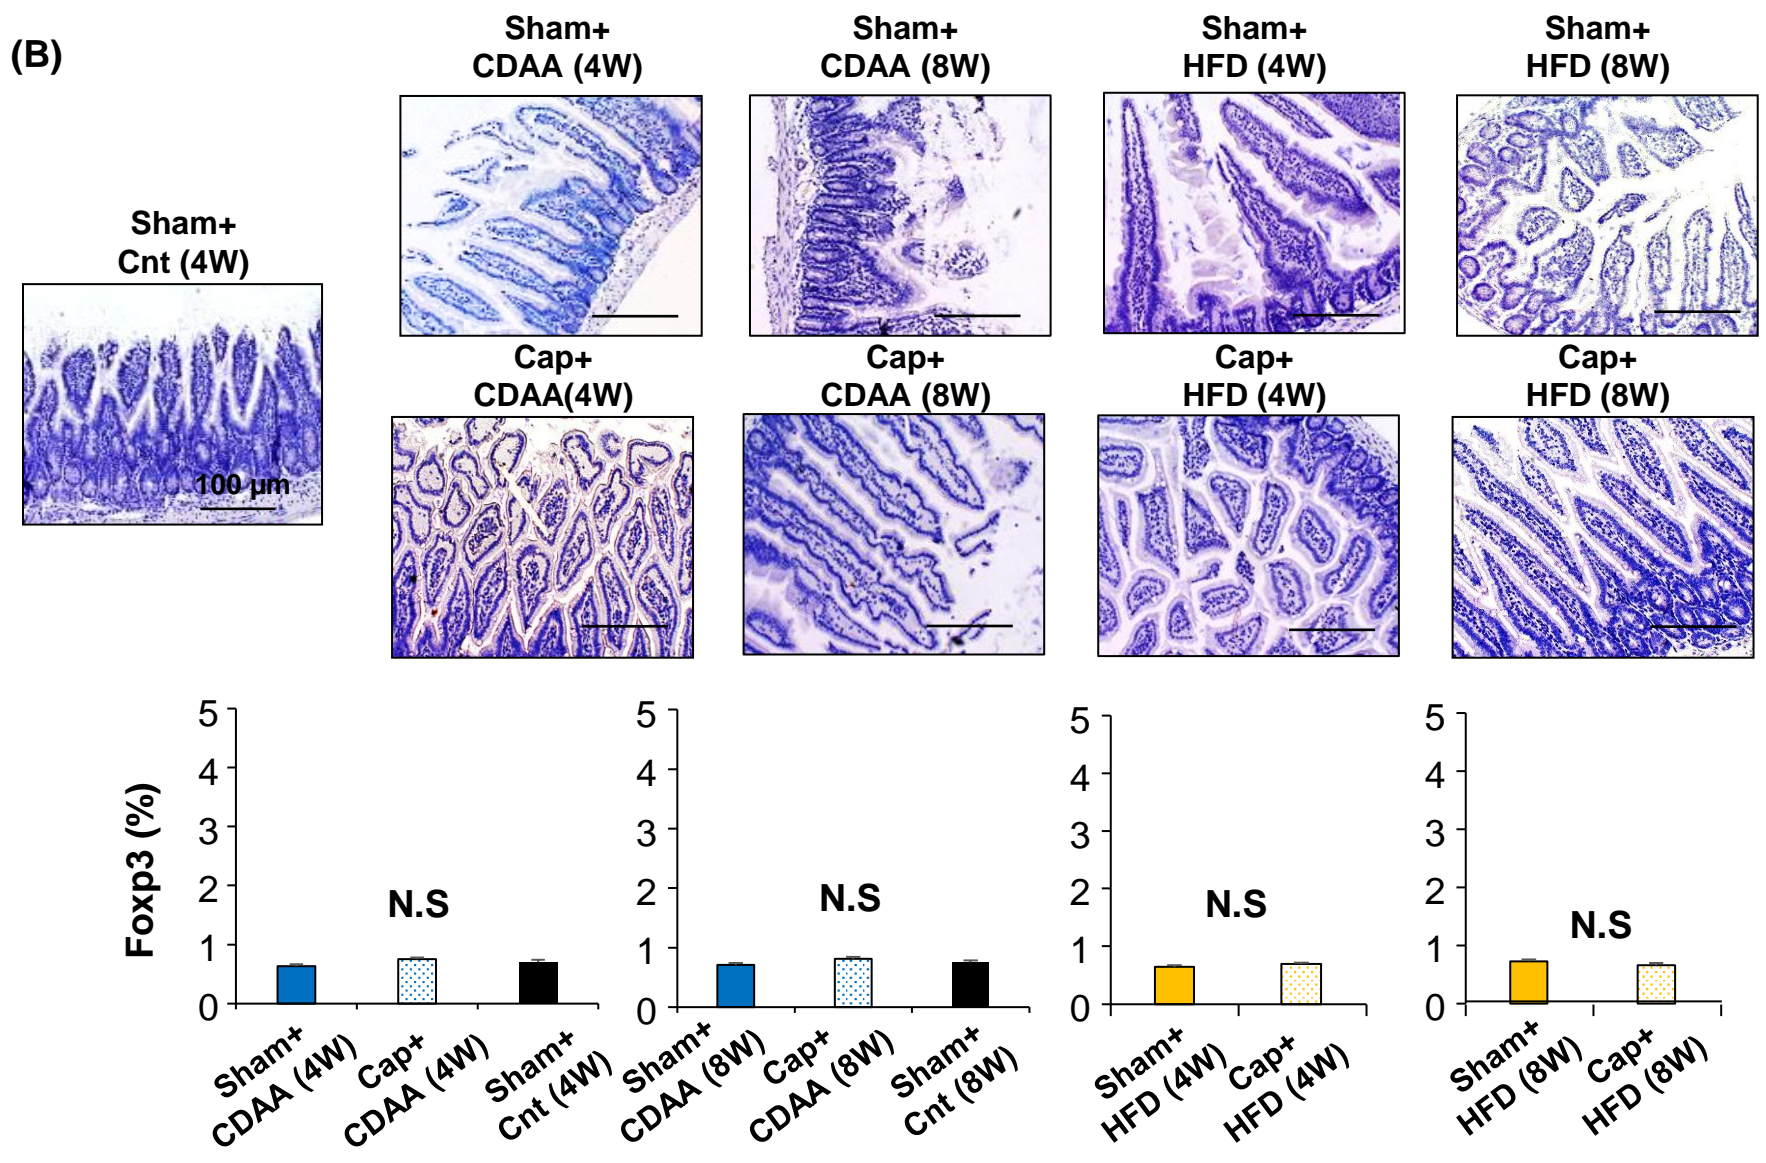 (B)
Sham+
CDAA (4W)
Sham+
CDAA (8W)
Sham+
HFD (4W)
Sham+
HFD (8W)
Sham+
Cnt (4W)
100 μm
Cap+
CDAA(4W)
Cap+
CDAA (8W)
Cap+
HFD (4W)
Cap+
HFD (8W)
Foxp3 (%)
5
4
3
2
1
0
N.S
Sham+
CDAA (4W)
Cap+
CDAA (4W)
Sham+
Cnt (4W)
5
4
3
2
1
0
N.S
Sham+
CDAA (8W)
Cap+
CDAA (8W)
Sham+
Cnt (8W)
5
4
3
2
1
0
N.S
Sham+
HFD (4W)
Cap+
HFD (4W)
5
4
3
2
1
0
N.S
Sham+
HFD (8W)
Cap+
HFD (8W)